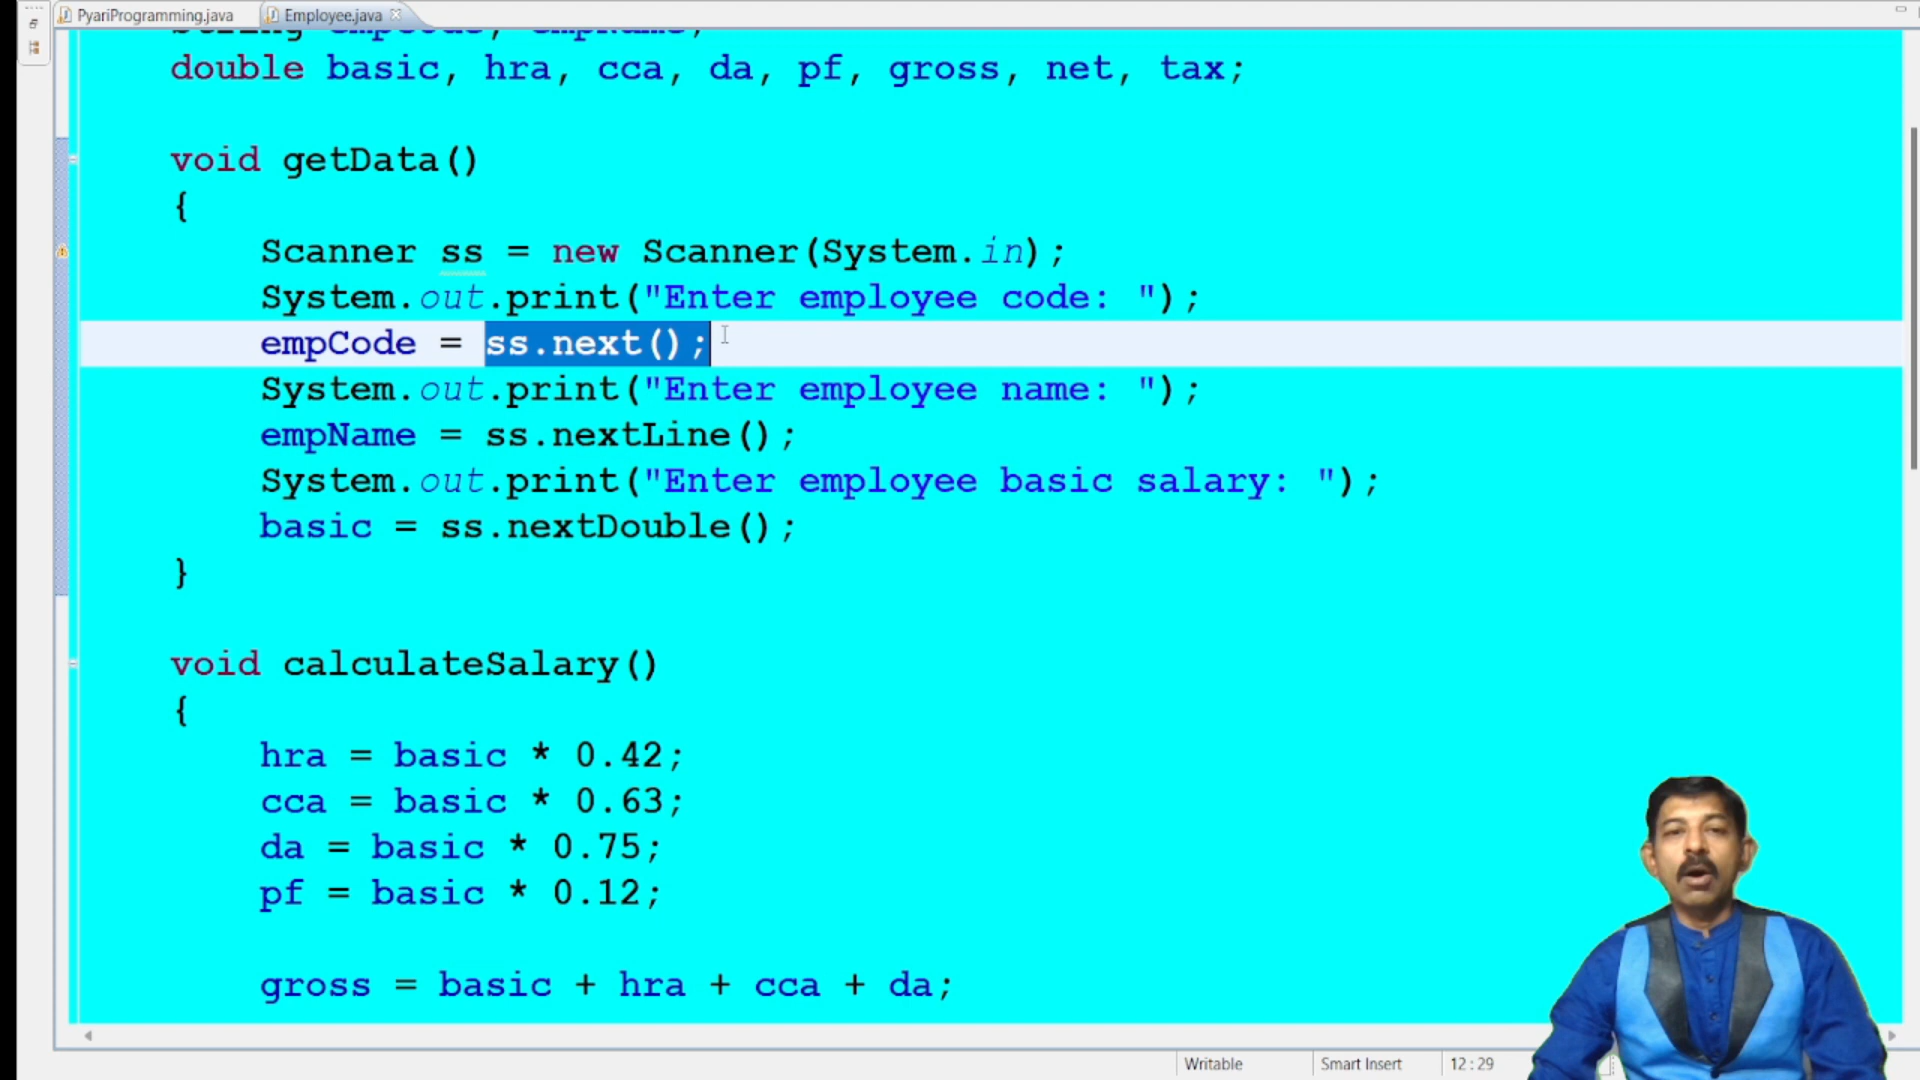 PyariProgramming.java
Employee.java
String empCode, empName;
double basic, hra, cca, da, pf, gross, net, tax;
void getData()
{
Scanner ss = new Scanner(System.in);
System.out.print("Enter employee code: ");
empCode = ss.next();
System.out.print("Enter employee name: ");
empName = ss.nextLine();
System.out.print("Enter employee basic salary: ");
basic = ss.nextDouble();
}
void calculateSalary()
{
hra = basic * 0.42;
cca = basic * 0.63;
da = basic * 0.75;
pf = basic * 0.12;
gross = basic + hra + cca + da;
Writable
Smart Insert
12:29